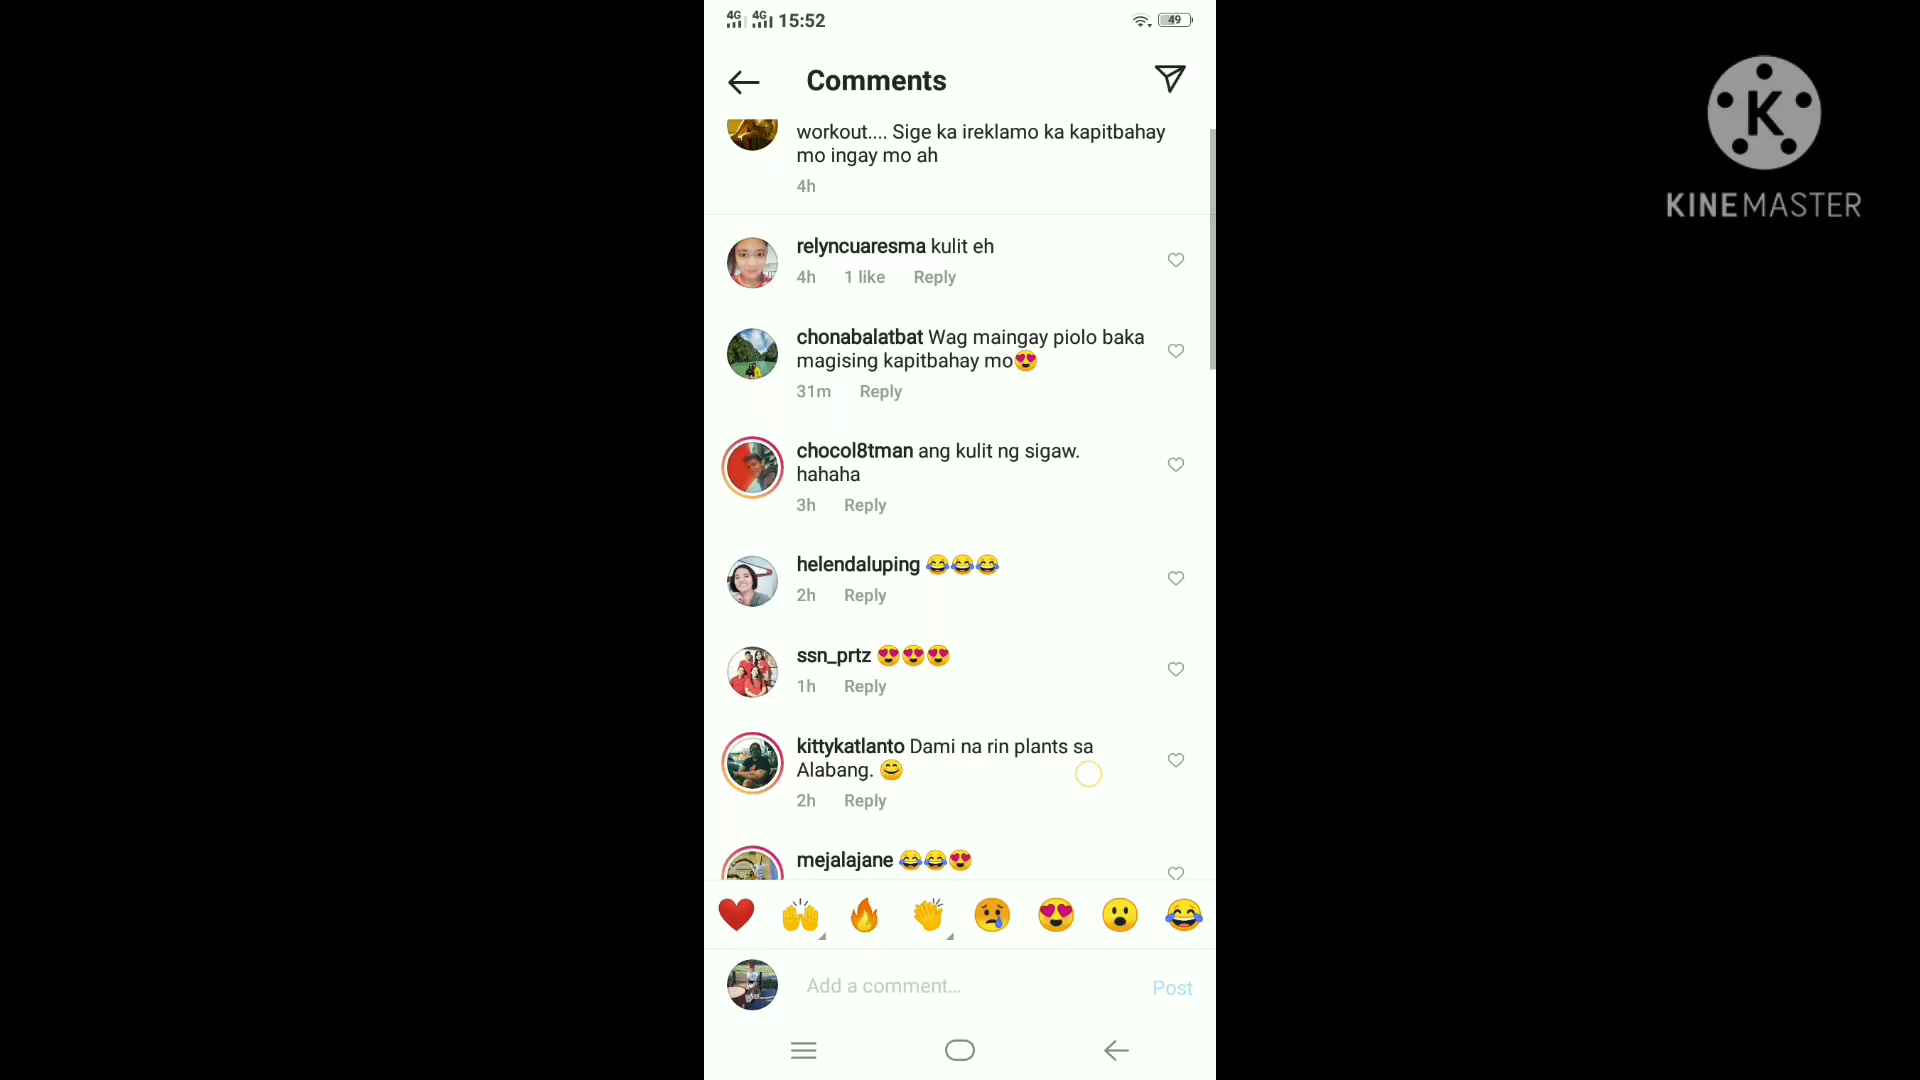 4G 4G 15:52 49
Comments
workout.... Sige ka ireklamo ka kapitbahay
mo ingay mo ah
4h
relyncuaresma kulit eh
4h 1 like Reply
chonabalatbat Wag maingay piolo baka
magising kapitbahay mo😍
31m Reply
chocol8tman ang kulit ng sigaw.
hahaha
3h Reply
helendaluping 😂😂😂
2h Reply
ssn_prtz 😍😍😍
1h Reply
kittykatlanto Dami na rin plants sa
Alabang. 😊
2h Reply
mejalajane 😂😂😍
❤️ 🙌 🔥 👏 😢 😍 😮 😂
Add a comment... Post
K
KINEMASTER